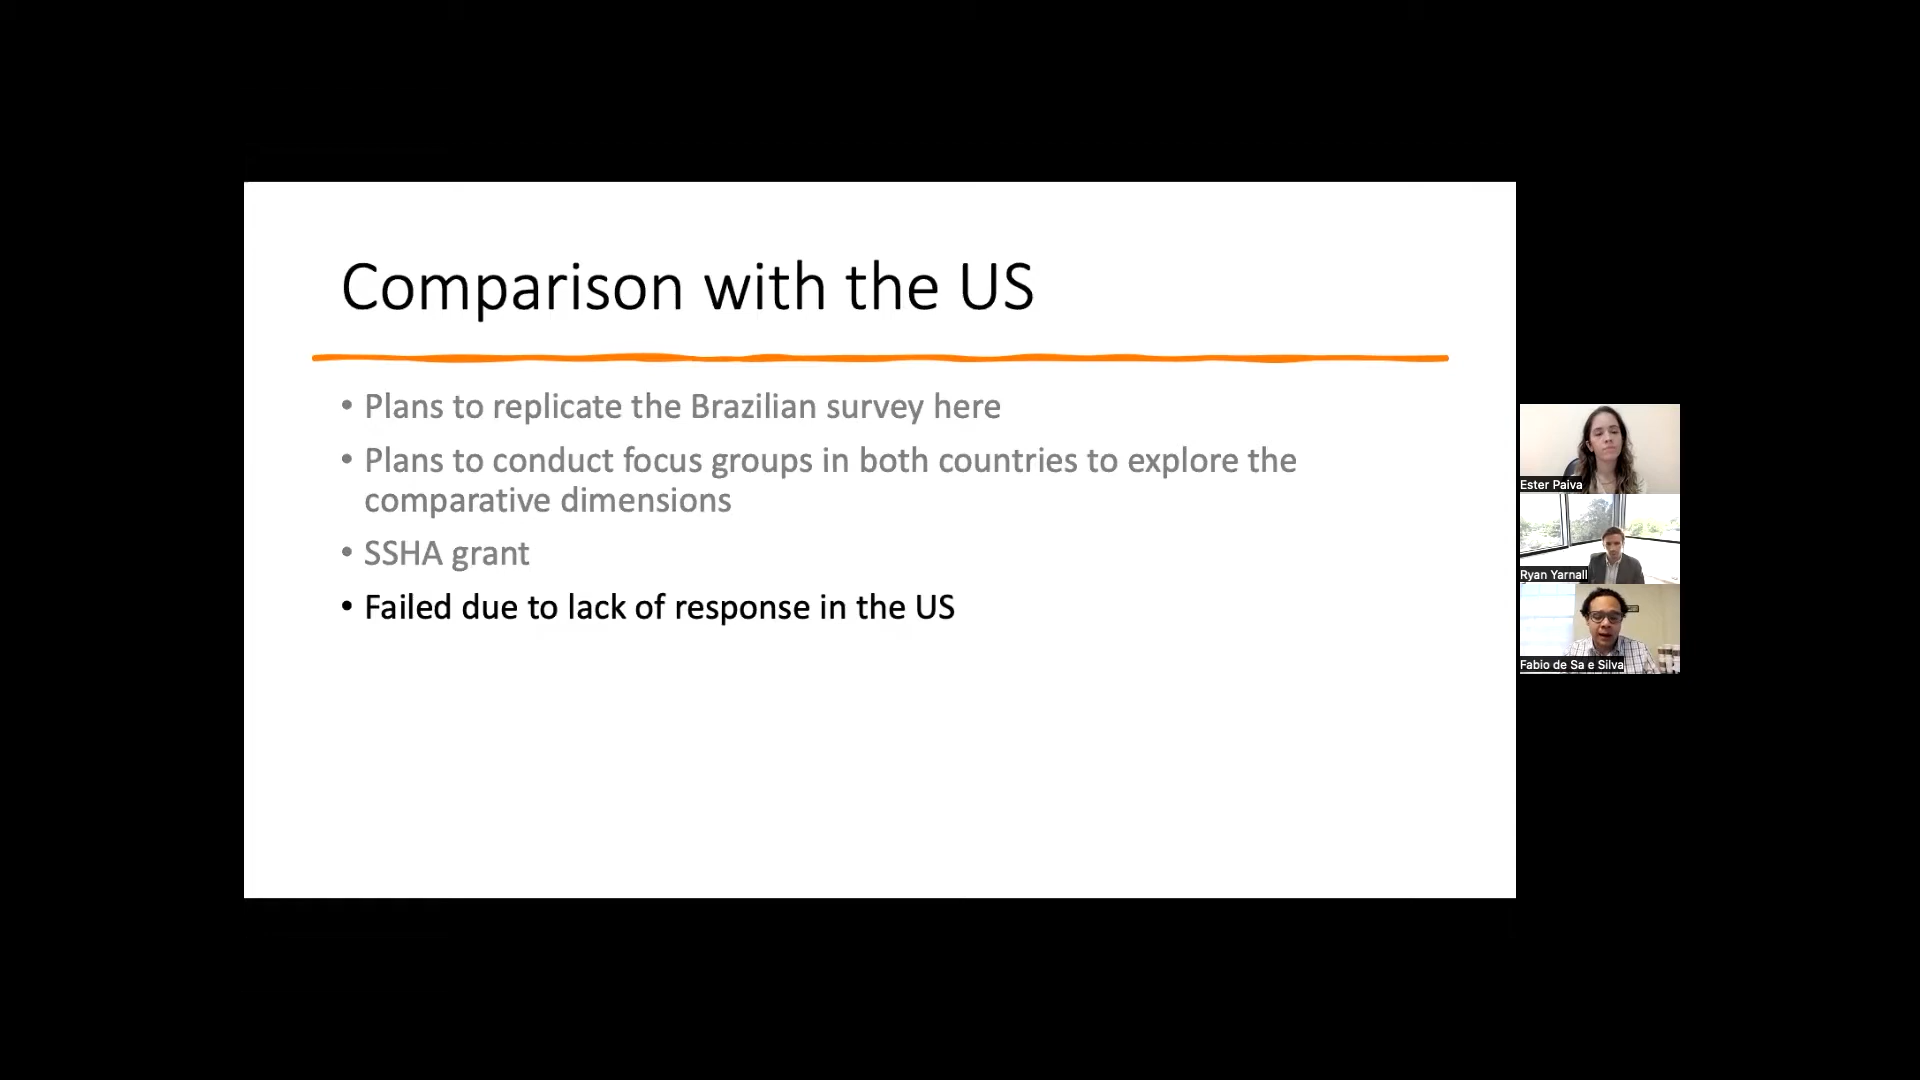 Comparison with the US
• Plans to replicate the Brazilian survey here
• Plans to conduct focus groups in both countries to explore the
comparative dimensions
• SSHA grant
• Failed due to lack of response in the US
Ester Paiva
Ryan Yarnall
Fabio de Sa e Silva